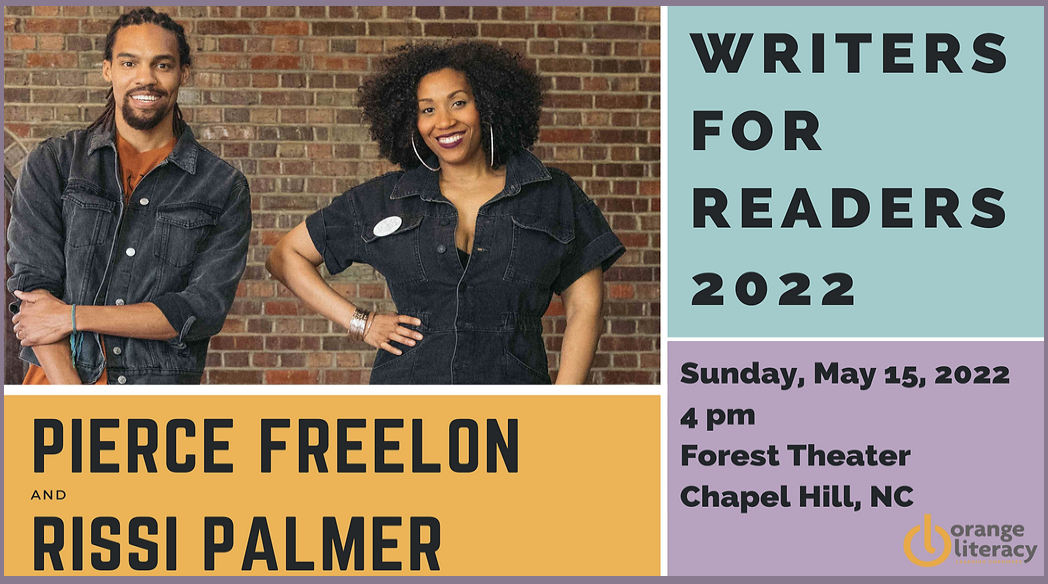 WRITERS
FOR
READERS
2022
Sunday, May 15, 2022
4 pm
Forest Theater
Chapel Hill, NC
PIERCE FREELON
AND
RISSI PALMER
orange
literacy